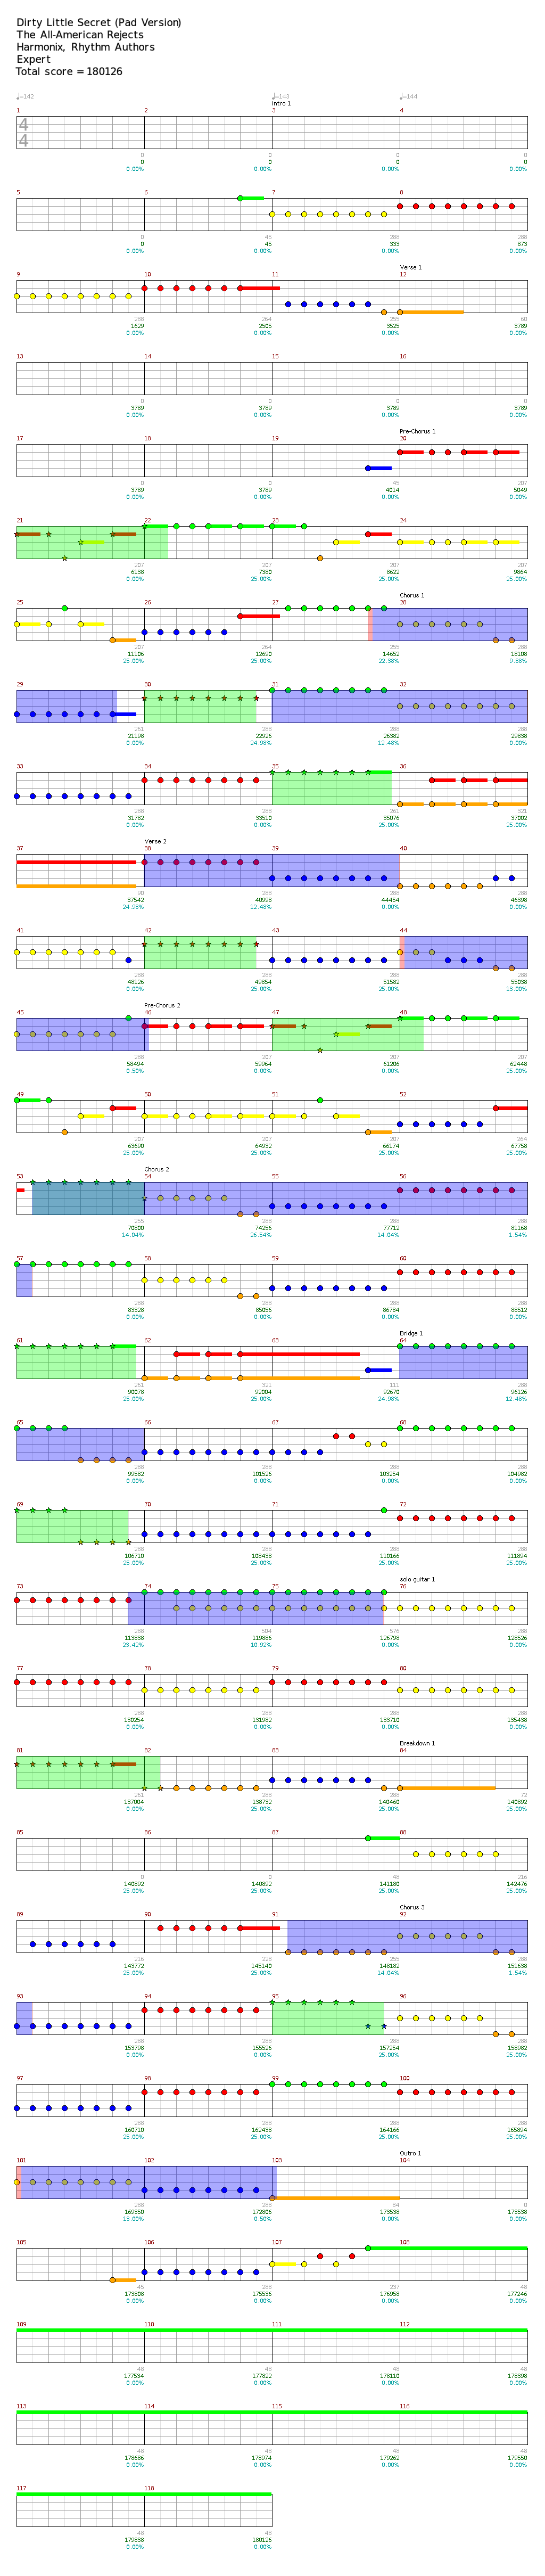 Dirty Little Secret (Pad Version)
The All-American Rejects
Harmonix, Rhythm Authors
Expert
Total score = 180126
♩=142 ♩=143 ♩=144
intro 1
1 2 3 4
4
4
0 0 0 0
0 0 0 0
0.00% 0.00% 0.00% 0.00%
5 6 7 8
0 45 288 288
0 45 333 873
0.00% 0.00% 0.00% 0.00%
Verse 1
9 10 11 12
288 264 255 60
1629 2505 3525 3789
0.00% 0.00% 0.00% 0.00%
13 14 15 16
0 0 0 0
3789 3789 3789 3789
0.00% 0.00% 0.00% 0.00%
Pre-Chorus 1
17 18 19 20
0 0 45 207
3789 3789 4014 5049
0.00% 0.00% 0.00% 0.00%
21 22 23 24
207 207 207 207
6138 7380 8622 9864
0.00% 25.00% 25.00% 25.00%
Chorus 1
25 26 27 28
207 264 255 288
11106 12690 14652 18108
25.00% 25.00% 22.38% 9.88%
29 30 31 32
261 288 288 288
21198 22926 26382 29838
0.00% 24.98% 12.48% 0.00%
33 34 35 36
288 288 261 321
31782 33510 35076 37002
0.00% 0.00% 25.00% 25.00%
Verse 2
37 38 39 40
90 288 288 288
37542 40998 44454 46398
24.98% 12.48% 0.00% 0.00%
41 42 43 44
288 288 288 288
48126 49854 51582 55038
0.00% 25.00% 25.00% 13.00%
Pre-Chorus 2
45 46 47 48
288 207 207 207
58494 59964 61206 62448
0.50% 0.00% 0.00% 25.00%
49 50 51 52
207 207 207 264
63690 64932 66174 67758
25.00% 25.00% 25.00% 25.00%
Chorus 2
53 54 55 56
255 288 288 288
70800 74256 77712 81168
14.04% 26.54% 14.04% 1.54%
57 58 59 60
288 288 288 288
83328 85056 86784 88512
0.00% 0.00% 0.00% 0.00%
Bridge 1
61 62 63 64
261 321 111 288
90078 92004 92670 96126
25.00% 25.00% 24.98% 12.48%
65 66 67 68
288 288 288 288
99582 101526 103254 104982
0.00% 0.00% 0.00% 0.00%
69 70 71 72
288 288 288 288
106710 108438 110166 111894
25.00% 25.00% 25.00% 25.00%
solo guitar 1
73 74 75 76
288 504 576 288
113838 119886 126798 128526
23.42% 10.92% 0.00% 0.00%
77 78 79 80
288 288 288 288
130254 131982 133710 135438
0.00% 0.00% 0.00% 0.00%
Breakdown 1
81 82 83 84
261 288 288 72
137004 138732 140460 140892
0.00% 25.00% 25.00% 25.00%
85 86 87 88
0 0 48 216
140892 140892 141180 142476
25.00% 25.00% 25.00% 25.00%
Chorus 3
89 90 91 92
216 228 255 288
143772 145140 148182 151638
25.00% 25.00% 14.04% 1.54%
93 94 95 96
288 288 288 288
153798 155526 157254 158982
0.00% 0.00% 25.00% 25.00%
97 98 99 100
288 288 288 288
160710 162438 164166 165894
25.00% 25.00% 25.00% 25.00%
Outro 1
101 102 103 104
288 288 84 0
169350 172806 173538 173538
13.00% 0.50% 0.00% 0.00%
105 106 107 108
45 288 237 48
173808 175536 176958 177246
0.00% 0.00% 0.00% 0.00%
109 110 111 112
48 48 48 48
177534 177822 178110 178398
0.00% 0.00% 0.00% 0.00%
113 114 115 116
48 48 48 48
178686 178974 179262 179550
0.00% 0.00% 0.00% 0.00%
117 118
48 48
179838 180126
0.00% 0.00%